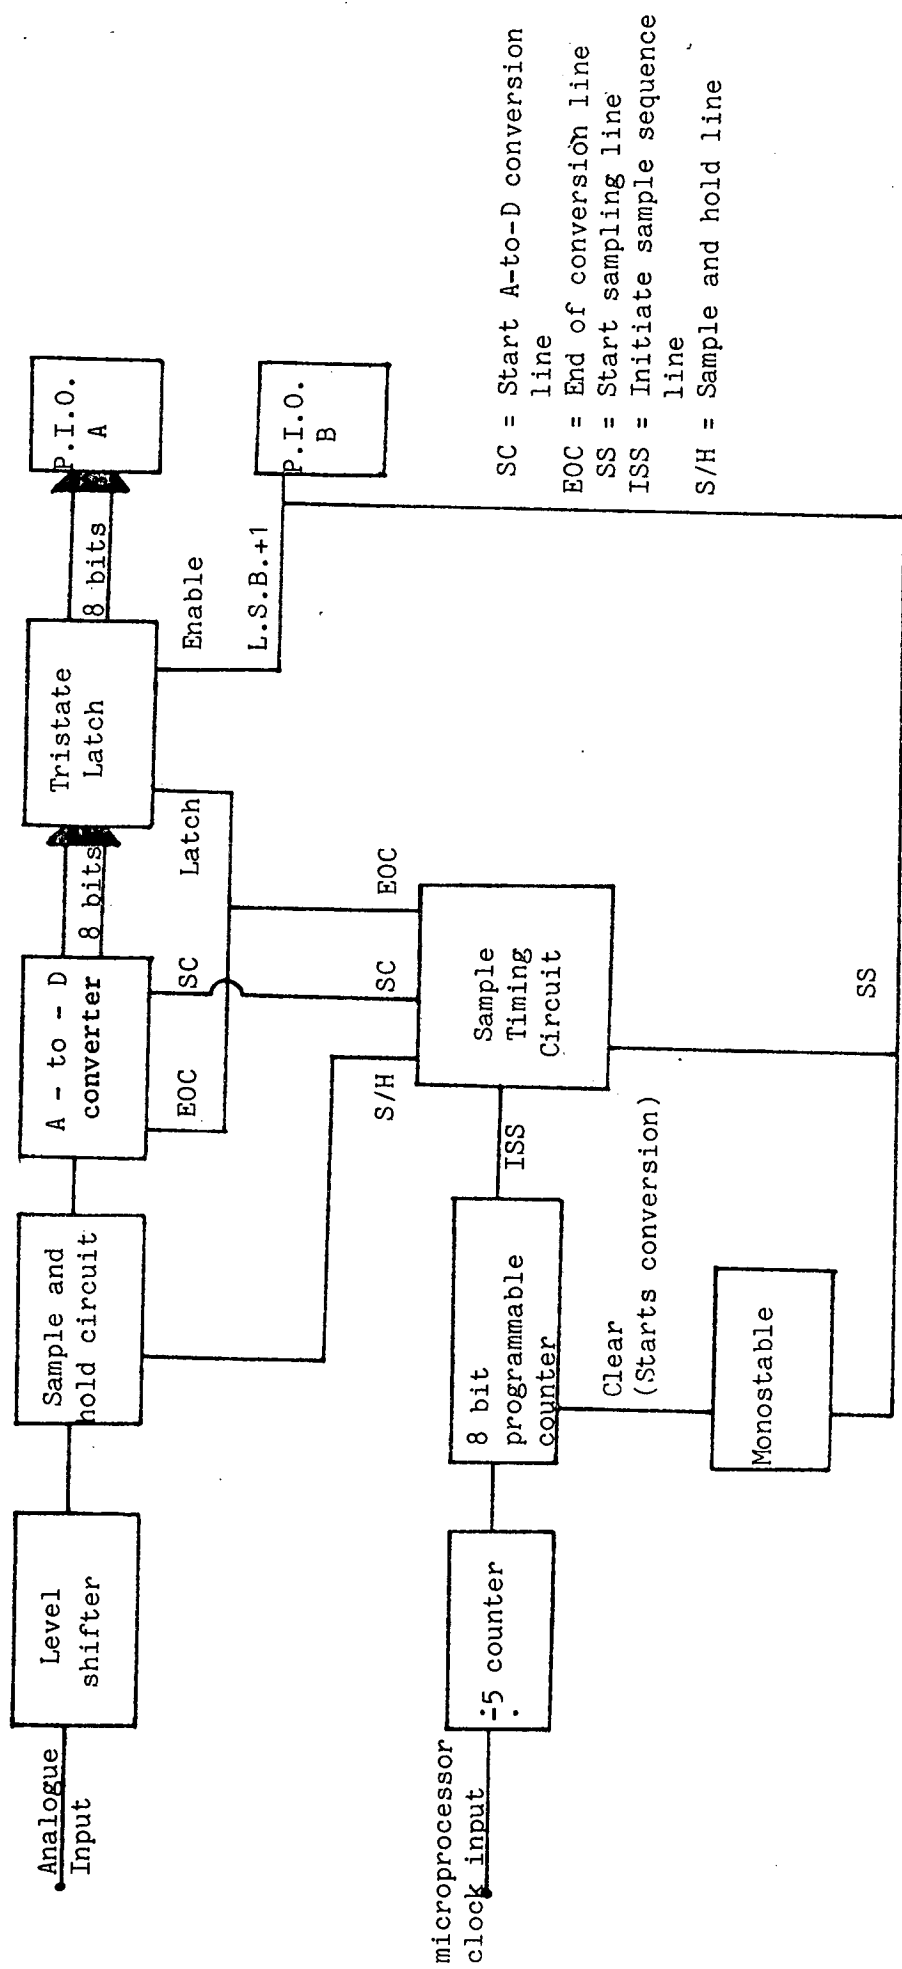 Analogue
Input
Level
shifter
Sample and
hold circuit
A - to - D
converter
8 bits
Tristate
Latch
8 bits
P.I.O.
A
EOC
SC
Latch
Enable
L.S.B.+1
P.I.O.
B
S/H
SC
EOC
Sample
Timing
Circuit
ISS
microprocessor
clock input
÷5 counter
8 bit
programmable
counter
Clear
(Starts conversion)
Monostable
SS
SC = Start A-to-D conversion
line
EOC = End of conversion line
SS = Start sampling line
ISS = Initiate sample sequence
line
S/H = Sample and hold line